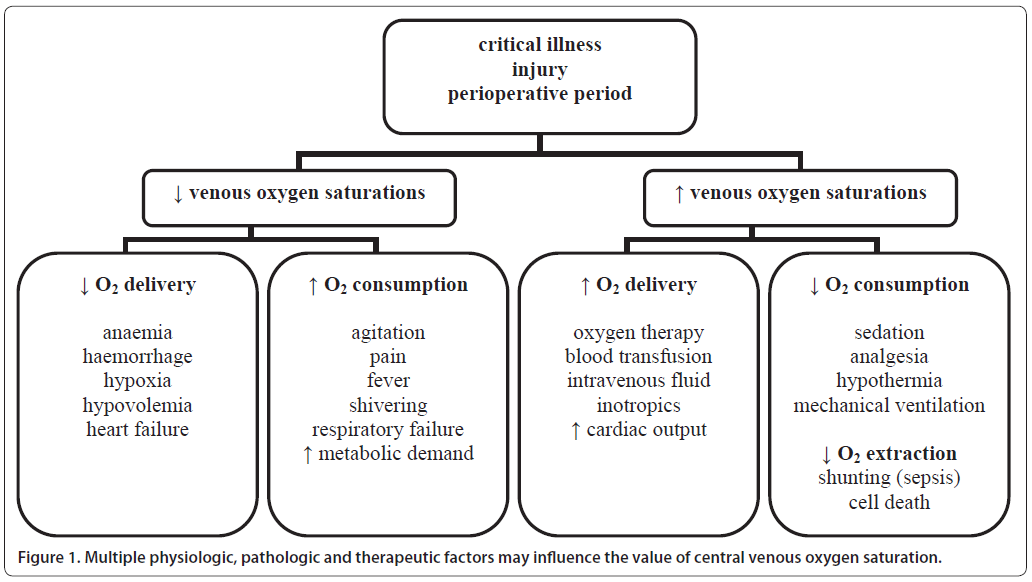 critical illness
injury
perioperative period
↓ venous oxygen saturations
↑ venous oxygen saturations
↓ O₂ delivery
anaemia
haemorrhage
hypoxia
hypovolemia
heart failure
↑ O₂ consumption
agitation
pain
fever
shivering
respiratory failure
↑ metabolic demand
↑ O₂ delivery
oxygen therapy
blood transfusion
intravenous fluid
inotropics
↑ cardiac output
↓ O₂ consumption
sedation
analgesia
hypothermia
mechanical ventilation
↓ O₂ extraction
shunting (sepsis)
cell death
Figure 1. Multiple physiologic, pathologic and therapeutic factors may influence the value of central venous oxygen saturation.